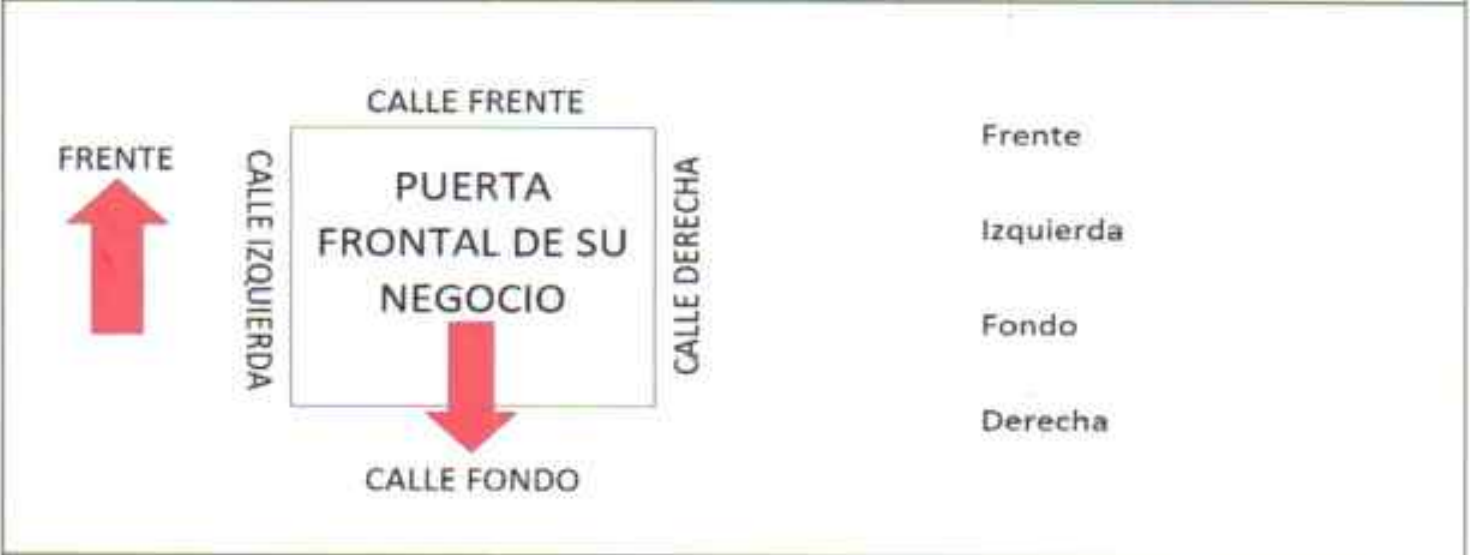 CALLE FRENTE
FRENTE
CALLE IZQUIERDA
PUERTA
FRONTAL DE SU
NEGOCIO
CALLE DERECHA
CALLE FONDO
Frente
Izquierda
Fondo
Derecha